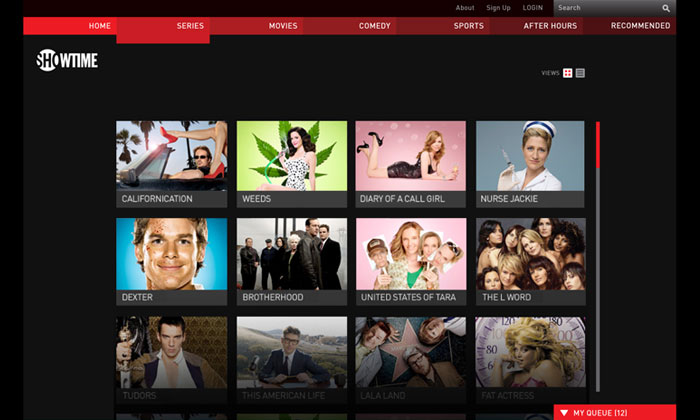 About Sign Up LOGIN Search
HOME SERIES MOVIES COMEDY SPORTS AFTER HOURS RECOMMENDED
SHOWTIME
VIEWS
CALIFORNICATION WEEDS DIARY OF A CALL GIRL NURSE JACKIE
DEXTER BROTHERHOOD UNITED STATES OF TARA THE L WORD
TUDORS THIS AMERICAN LIFE LALA LAND FAT ACTRESS
MY QUEUE (12)